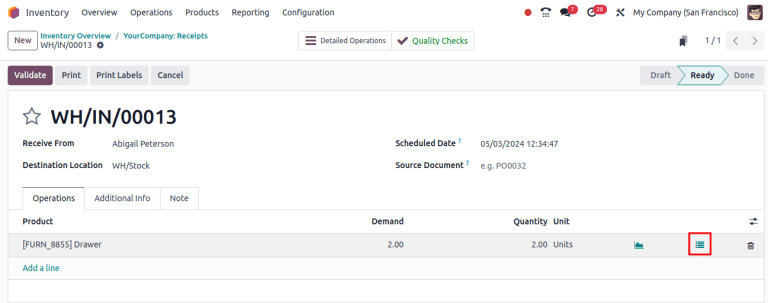 Inventory Overview Operations Products Reporting Configuration 7 28 My Company (San Francisco)
New Inventory Overview / YourCompany: Receipts Detailed Operations Quality Checks 1 / 1
WH/IN/00013
Validate Print Print Labels Cancel Draft Ready Done
WH/IN/00013
Receive From Abigail Peterson Scheduled Date ? 05/03/2024 12:34:47
Destination Location WH/Stock Source Document ? e.g. PO0032
Operations Additional Info Note
Product Demand Quantity Unit
[FURN_8855] Drawer 2.00 2.00 Units
Add a line